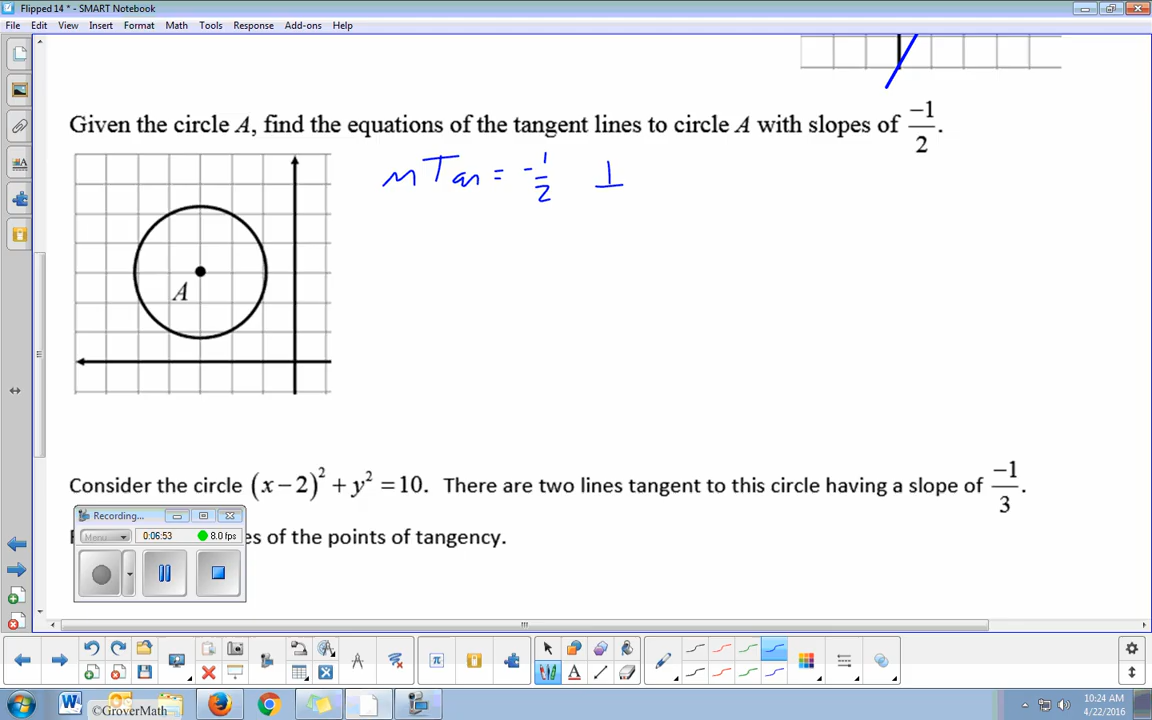 Flipped 14 * - SMART Notebook
File Edit View Insert Format Math Tools Add-ons Help
Given the circle A, find the equations of the tangent lines to circle A with slopes of -1/2.
m Tan = -1/2 ⊥
A
Consider the circle (x-2)² + y² = 10. There are two lines tangent to this circle having a slope of -1/3.
es of the points of tangency.
Recording...
Menu 0:06:53 8.0 fps
©GroverMath
10:24 AM
4/22/2016